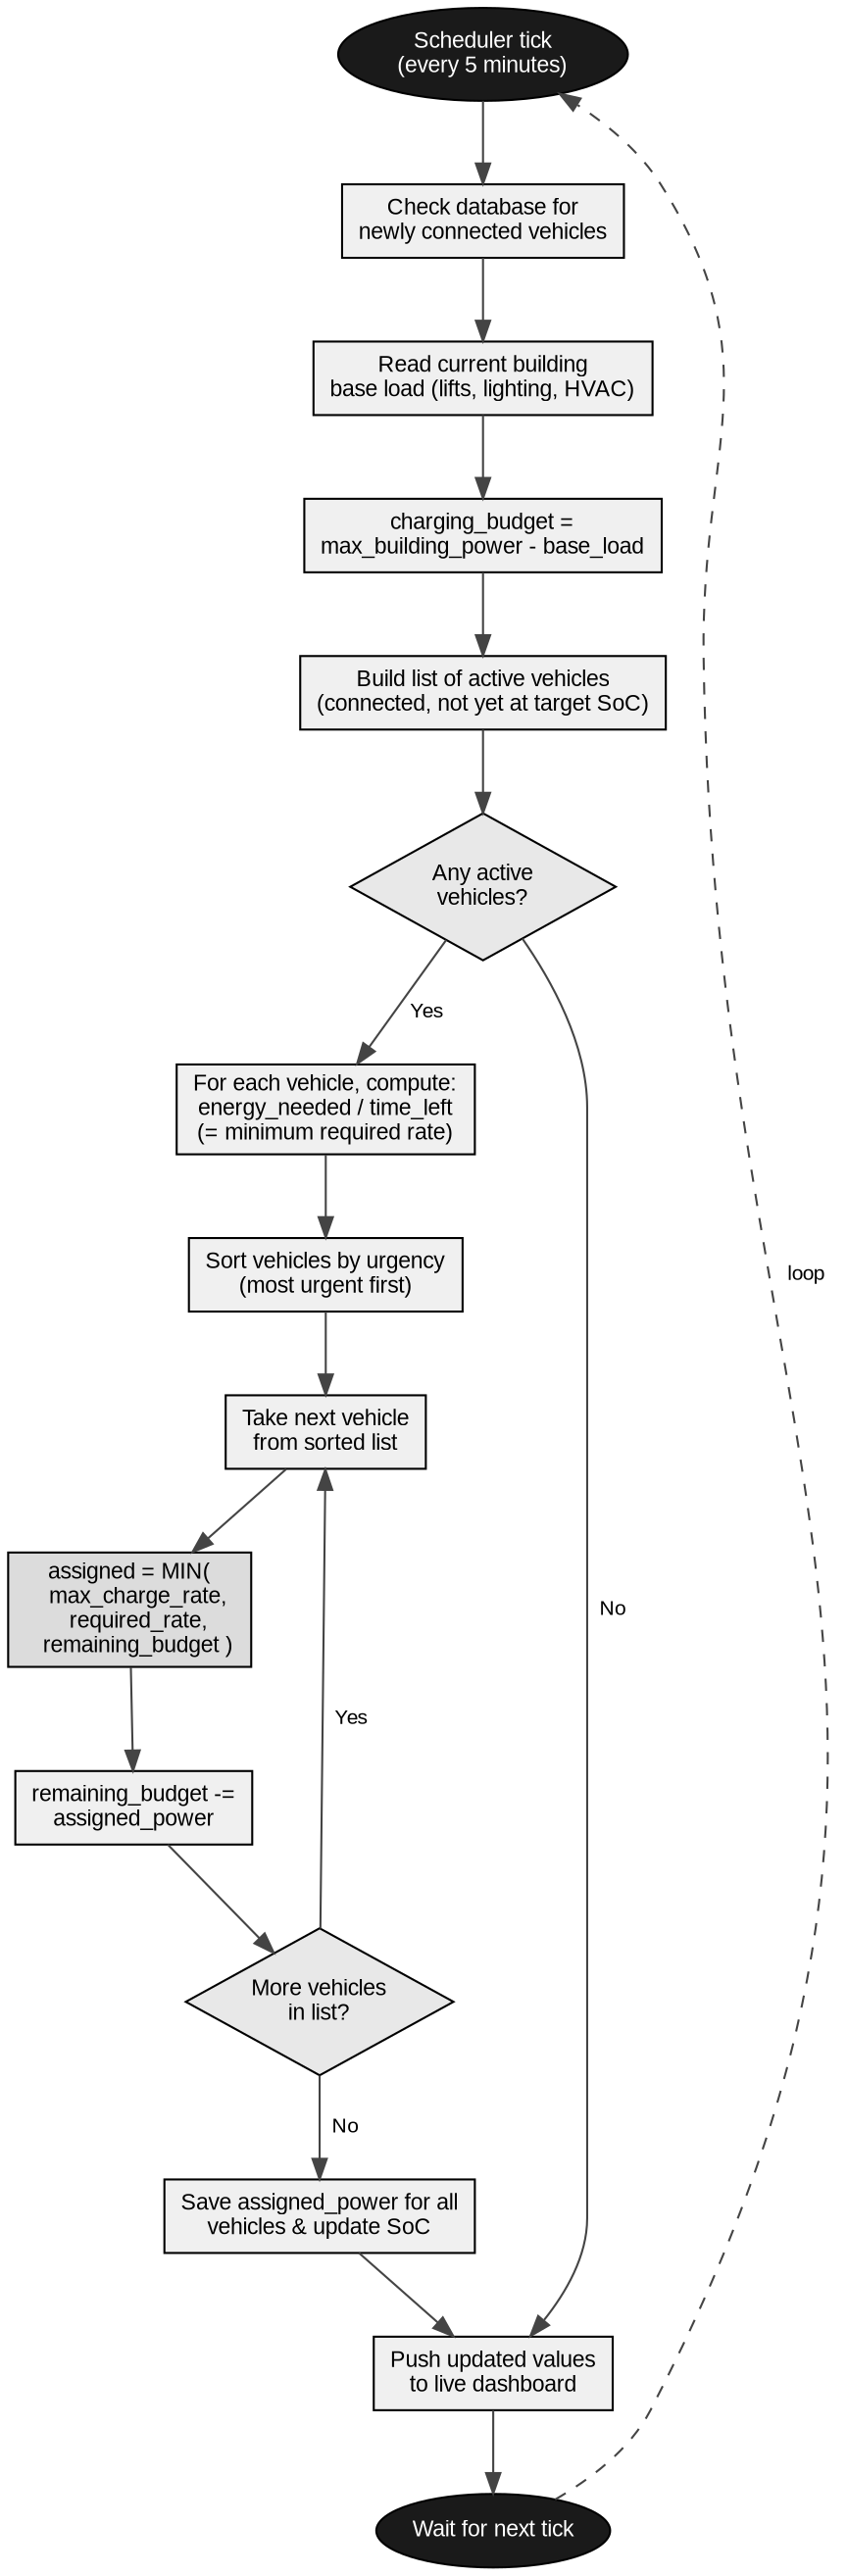 Scheduler tick
(every 5 minutes)
Check database for
newly connected vehicles
Read current building
base load (lifts, lighting, HVAC)
charging_budget =
max_building_power - base_load
Build list of active vehicles
(connected, not yet at target SoC)
Any active
vehicles?
Yes
For each vehicle, compute:
energy_needed / time_left
(= minimum required rate)
Sort vehicles by urgency
(most urgent first)
loop
Take next vehicle
from sorted list
assigned = MIN(
max_charge_rate,
required_rate,
remaining_budget )
No
Yes
remaining_budget -=
assigned_power
More vehicles
in list?
No
Save assigned_power for all
vehicles & update SoC
Push updated values
to live dashboard
Wait for next tick